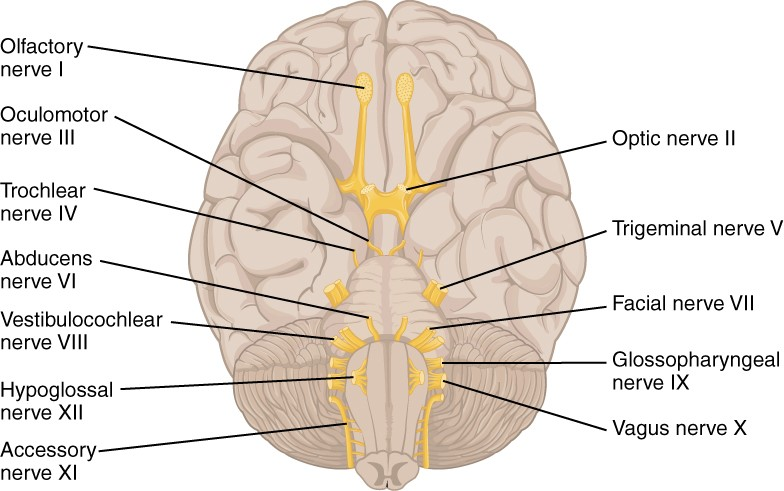 Olfactory
nerve I
Oculomotor
nerve III
Trochlear
nerve IV
Abducens
nerve VI
Vestibulocochlear
nerve VIII
Hypoglossal
nerve XII
Accessory
nerve XI
Optic nerve II
Trigeminal nerve V
Facial nerve VII
Glossopharyngeal
nerve IX
Vagus nerve X